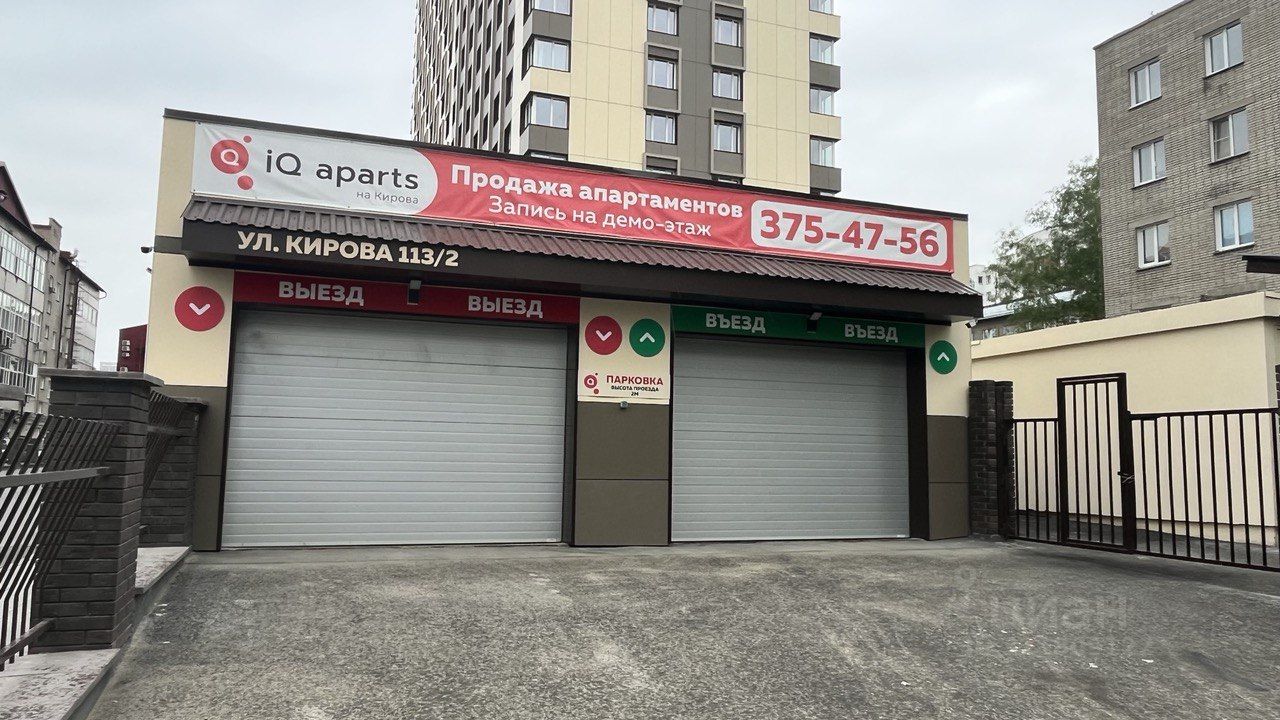 iQ aparts
на Кирова
Продажа апартаментов
Запись на демо-этаж
375-47-56
УЛ. КИРОВА 113/2
ВЫЕЗД ВЫЕЗД
ВЪЕЗД ВЪЕЗД
ПАРКОВКА
ВЫСОТА ПРОЕЗДА
2М
ЦИАН